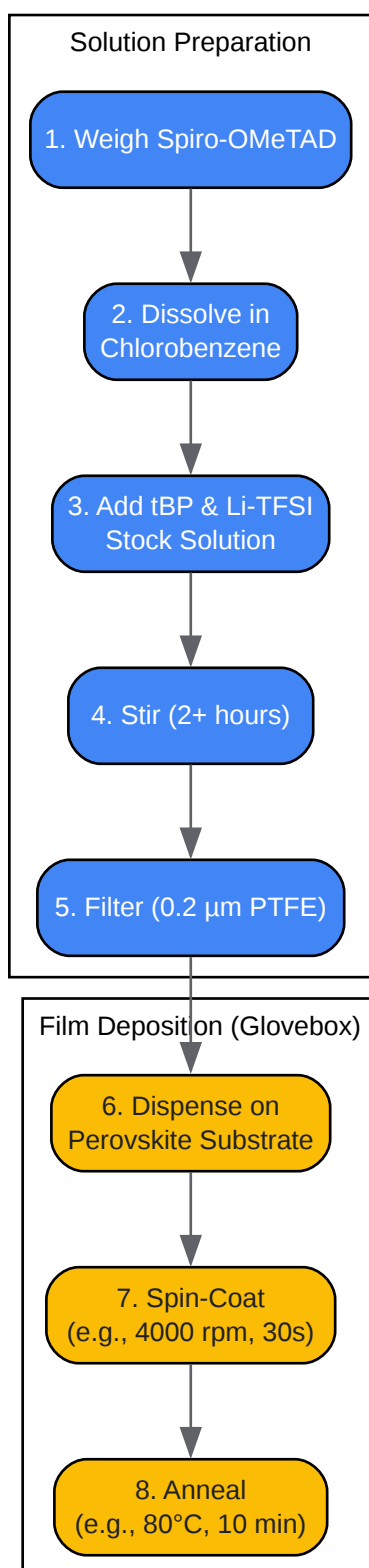 Solution Preparation
1. Weigh Spiro-OMeTAD
2. Dissolve in
Chlorobenzene
3. Add tBP & Li-TFSI
Stock Solution
4. Stir (2+ hours)
5. Filter (0.2 µm PTFE)
Film Deposition (Glovebox)
6. Dispense on
Perovskite Substrate
7. Spin-Coat
(e.g., 4000 rpm, 30s)
8. Anneal
(e.g., 80°C, 10 min)